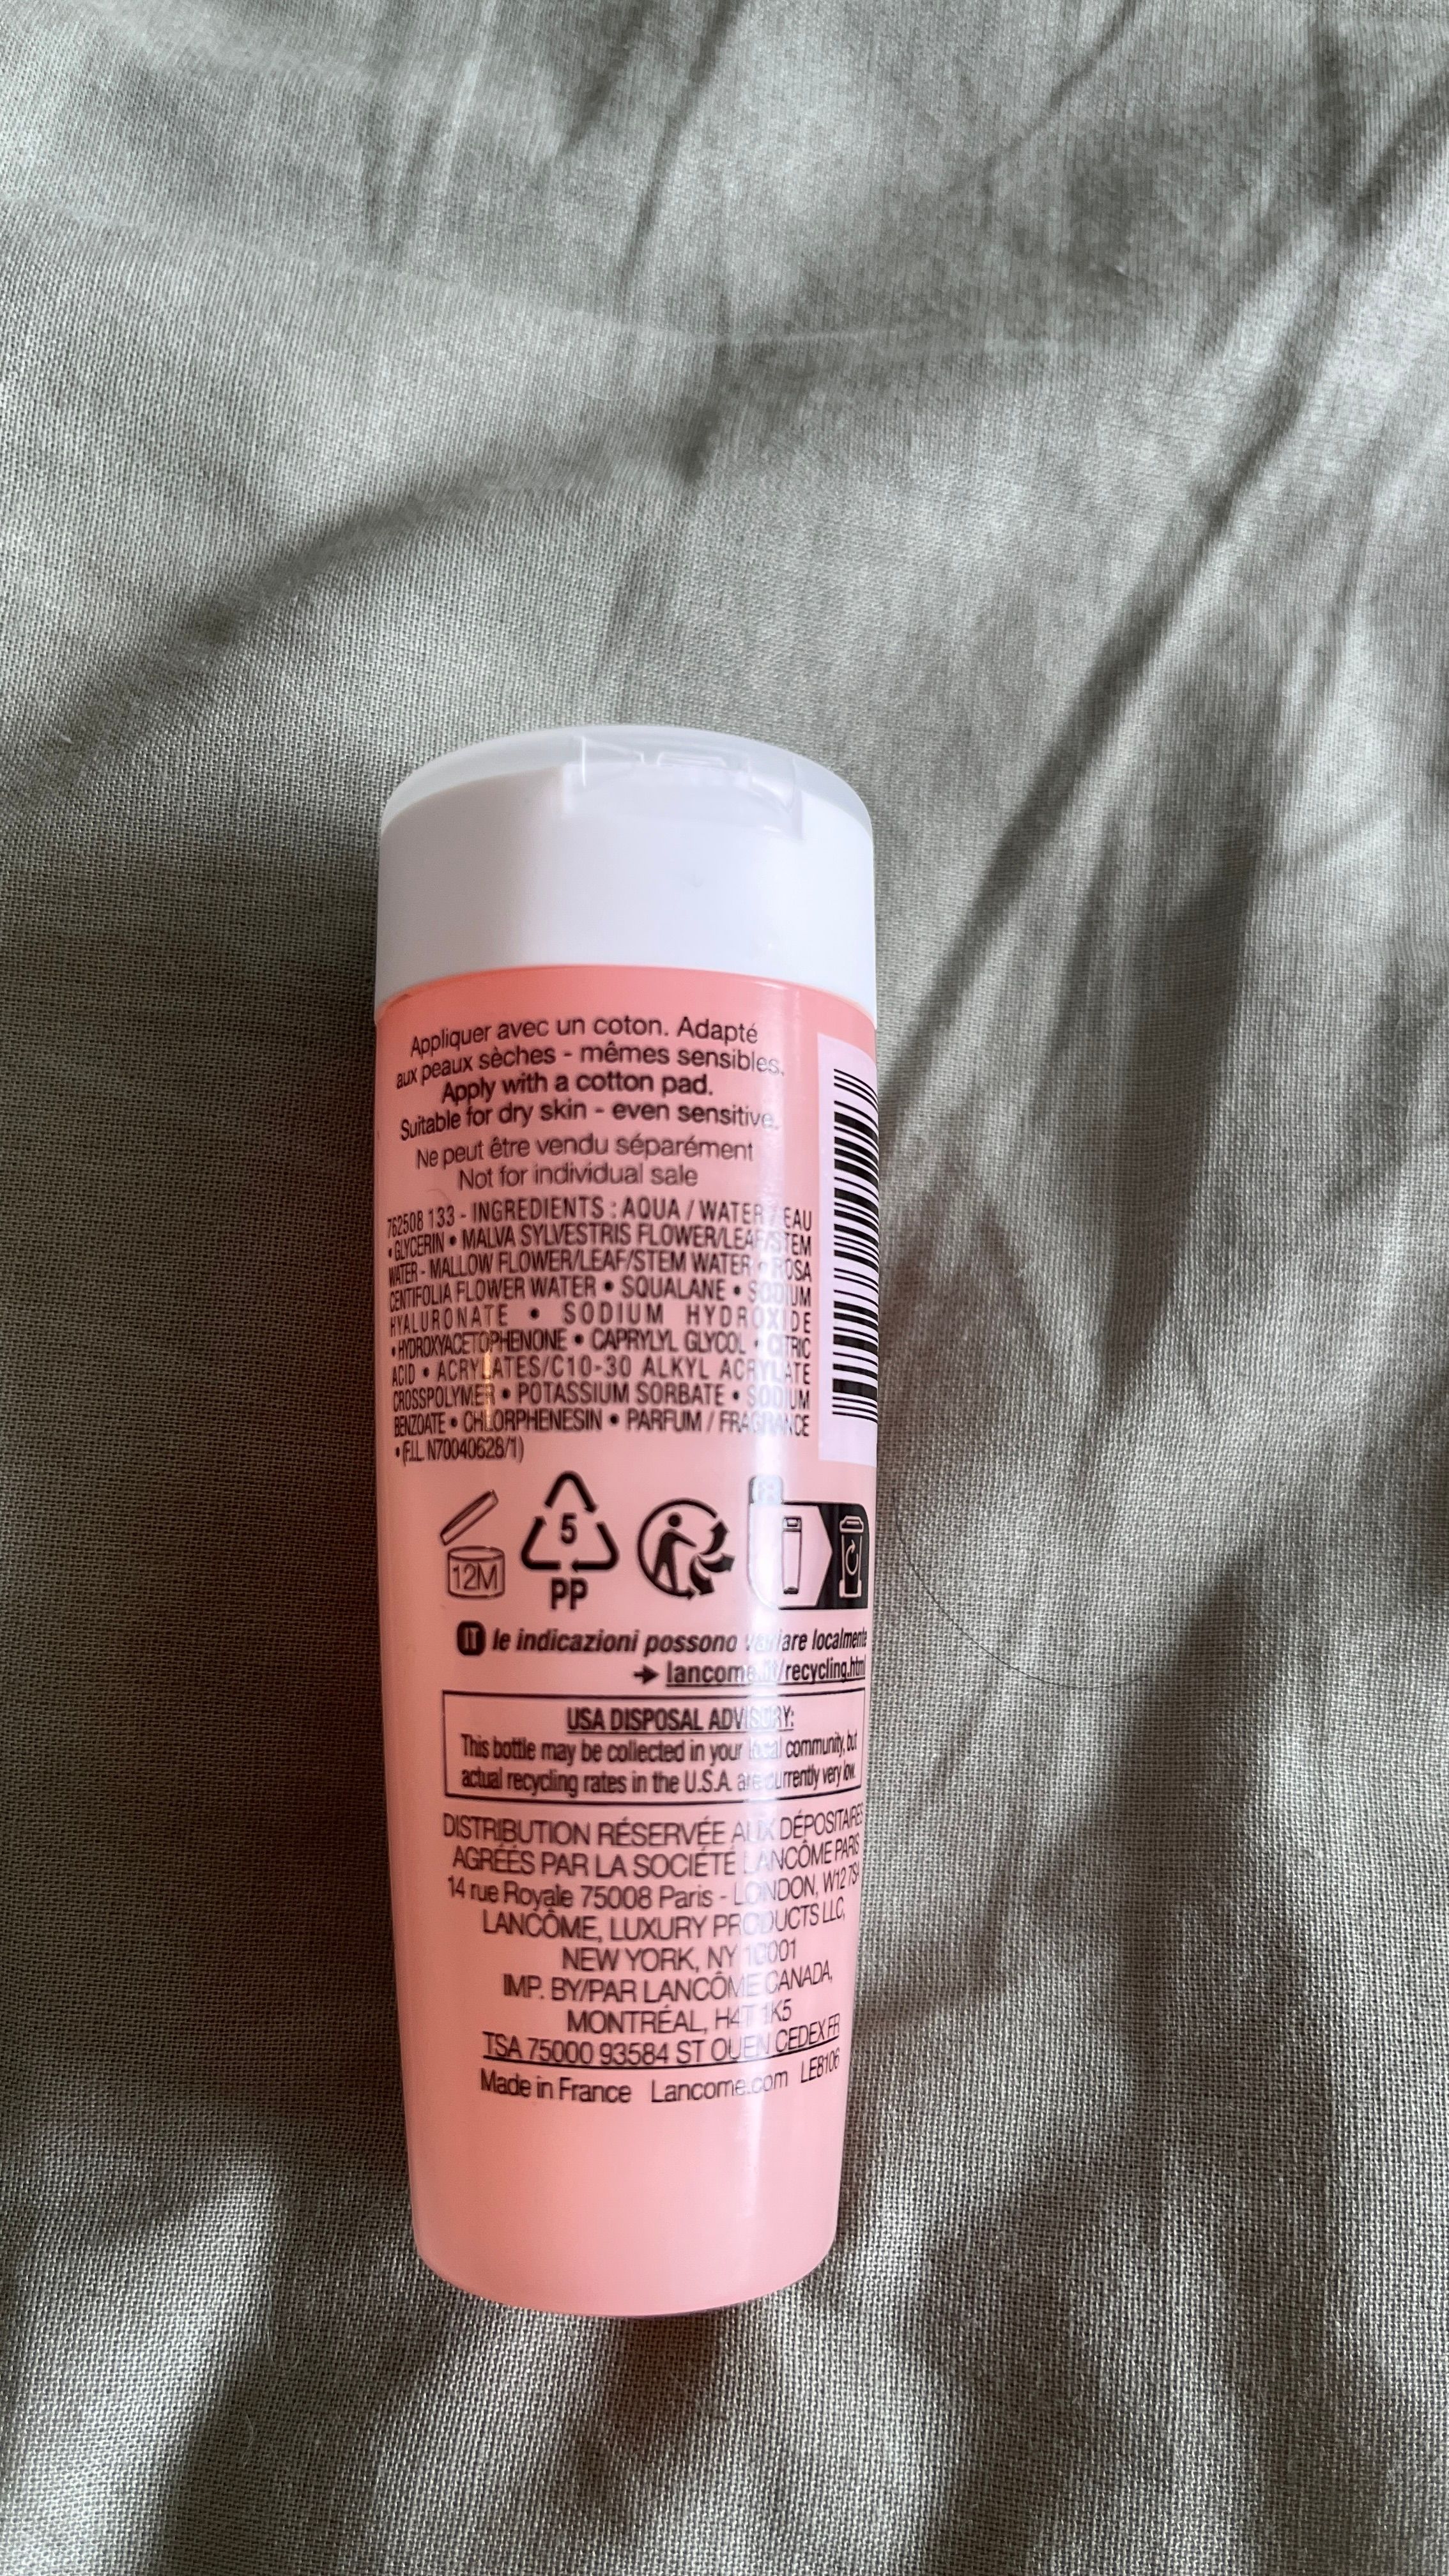 Appliquer avec un coton. Adapté
aux peaux sèches - mêmes sensibles.
Apply with a cotton pad.
Suitable for dry skin - even sensitive.
Ne peut être vendu séparément
Not for individual sale
762508 133 - INGREDIENTS : AQUA / WATER / EAU
• GLYCERIN • MALVA SYLVESTRIS FLOWER/LEAF/STEM
WATER - MALLOW FLOWER/LEAF/STEM WATER • ROSA
CENTIFOLIA FLOWER WATER • SQUALANE • SODIUM
HYALURONATE • SODIUM HYDROXIDE
• HYDROXYACETOPHENONE • CAPRYLYL GLYCOL • CITRIC
ACID • ACRYLATES/C10-30 ALKYL ACRYLATE
CROSSPOLYMER • POTASSIUM SORBATE • SODIUM
BENZOATE • CHLORPHENESIN • PARFUM / FRAGRANCE
• (F.I.L. N70040628/1)
12M
5
PP
IT le indicazioni possono variare localmente
→ lancome.it/recycling.html
USA DISPOSAL ADVISORY:
This bottle may be collected in your local community, but
actual recycling rates in the U.S.A. are currently very low.
DISTRIBUTION RÉSERVÉE AUX DÉPOSITAIRES
AGRÉÉS PAR LA SOCIÉTÉ LANCÔME PARIS
14 rue Royale 75008 Paris - LONDON, W12
LANCÔME, LUXURY PRODUCTS LLC,
NEW YORK, NY 10001
IMP. BY/PAR LANCÔME CANADA,
MONTRÉAL, H4T 1K5
TSA 75000 93584 ST OUEN CEDEX FR
Made in France Lancome.com LE8106